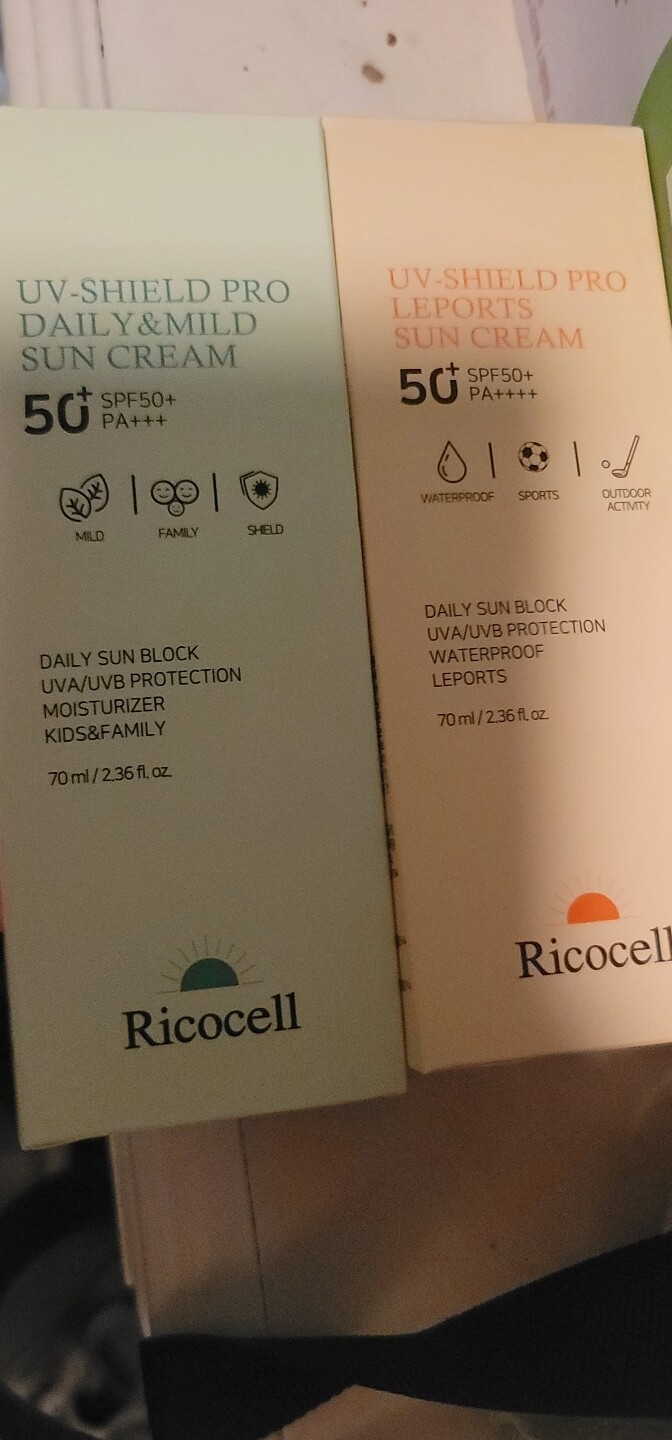 UV-SHIELD PRO
DAILY&MILD
SUN CREAM
50+
SPF50+
PA+++
MILD
FAMILY
SHIELD
DAILY SUN BLOCK
UVA/UVB PROTECTION
MOISTURIZER
KIDS&FAMILY
70 ml / 2.36 fl. oz.
Ricocell
UV-SHIELD PRO
LEPORTS
SUN CREAM
50+
SPF50+
PA++++
WATERPROOF
SPORTS
OUTDOOR
ACTIVITY
DAILY SUN BLOCK
UVA/UVB PROTECTION
WATERPROOF
LEPORTS
70 ml / 2.36 fl. oz.
Ricocell